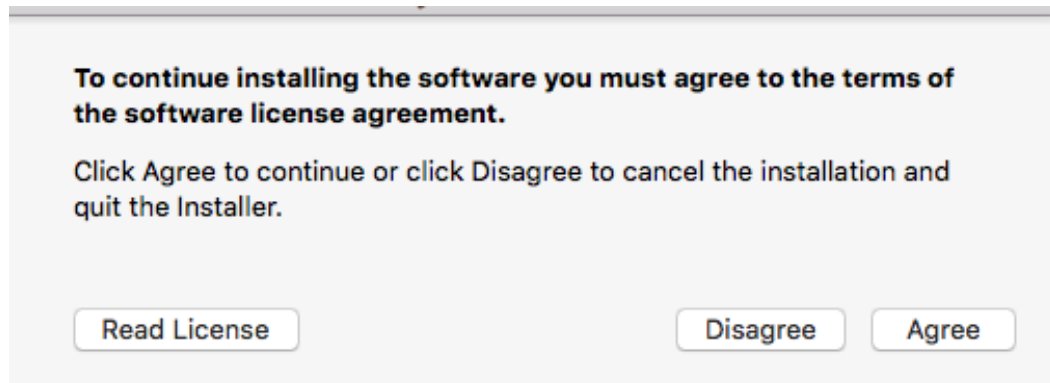 To continue installing the software you must agree to the terms of
the software license agreement.
Click Agree to continue or click Disagree to cancel the installation and
quit the Installer.
Read License
Disagree
Agree